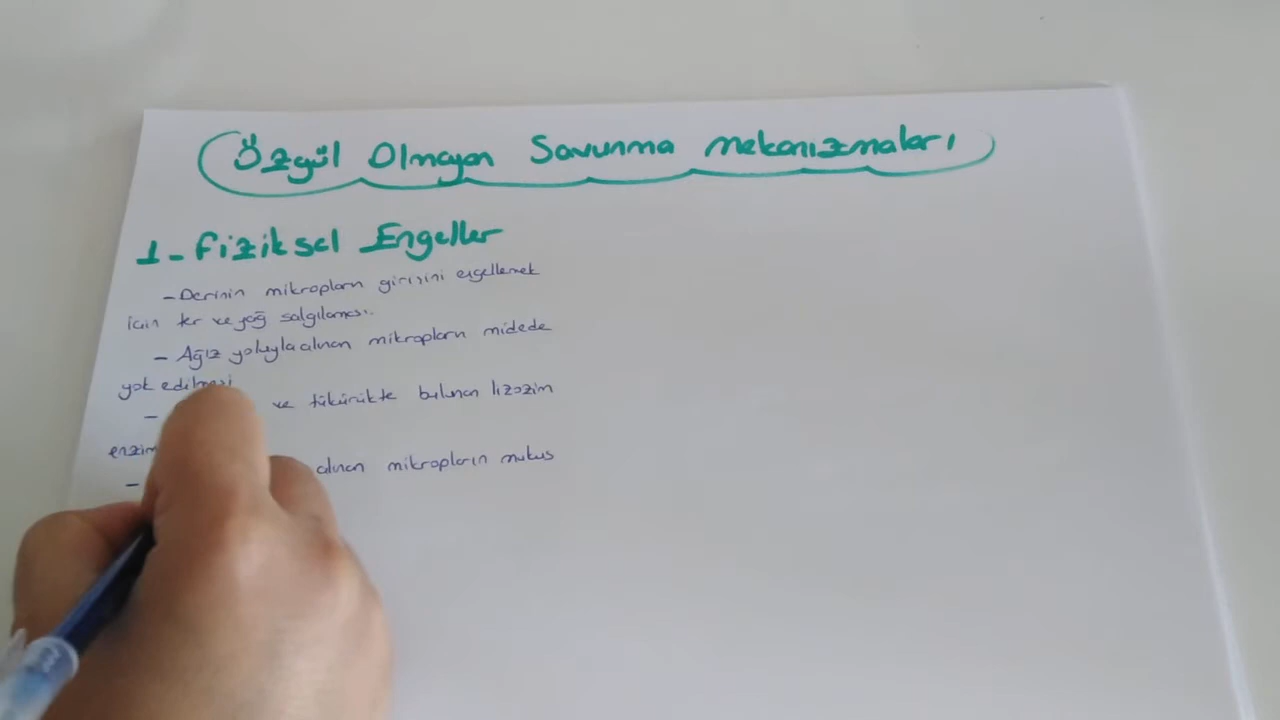 Özgül Olmayan Savunma Mekanizmaları
1- Fiziksel Engeller
- Derinin mikropların girişini engellemek
için ter ve yağ salgılaması.
- Ağız yoluyla alınan mikropların midede
yok edilmesi
- ve tükürükte bulunan lizozim
enzim
- alınan mikropların mukus